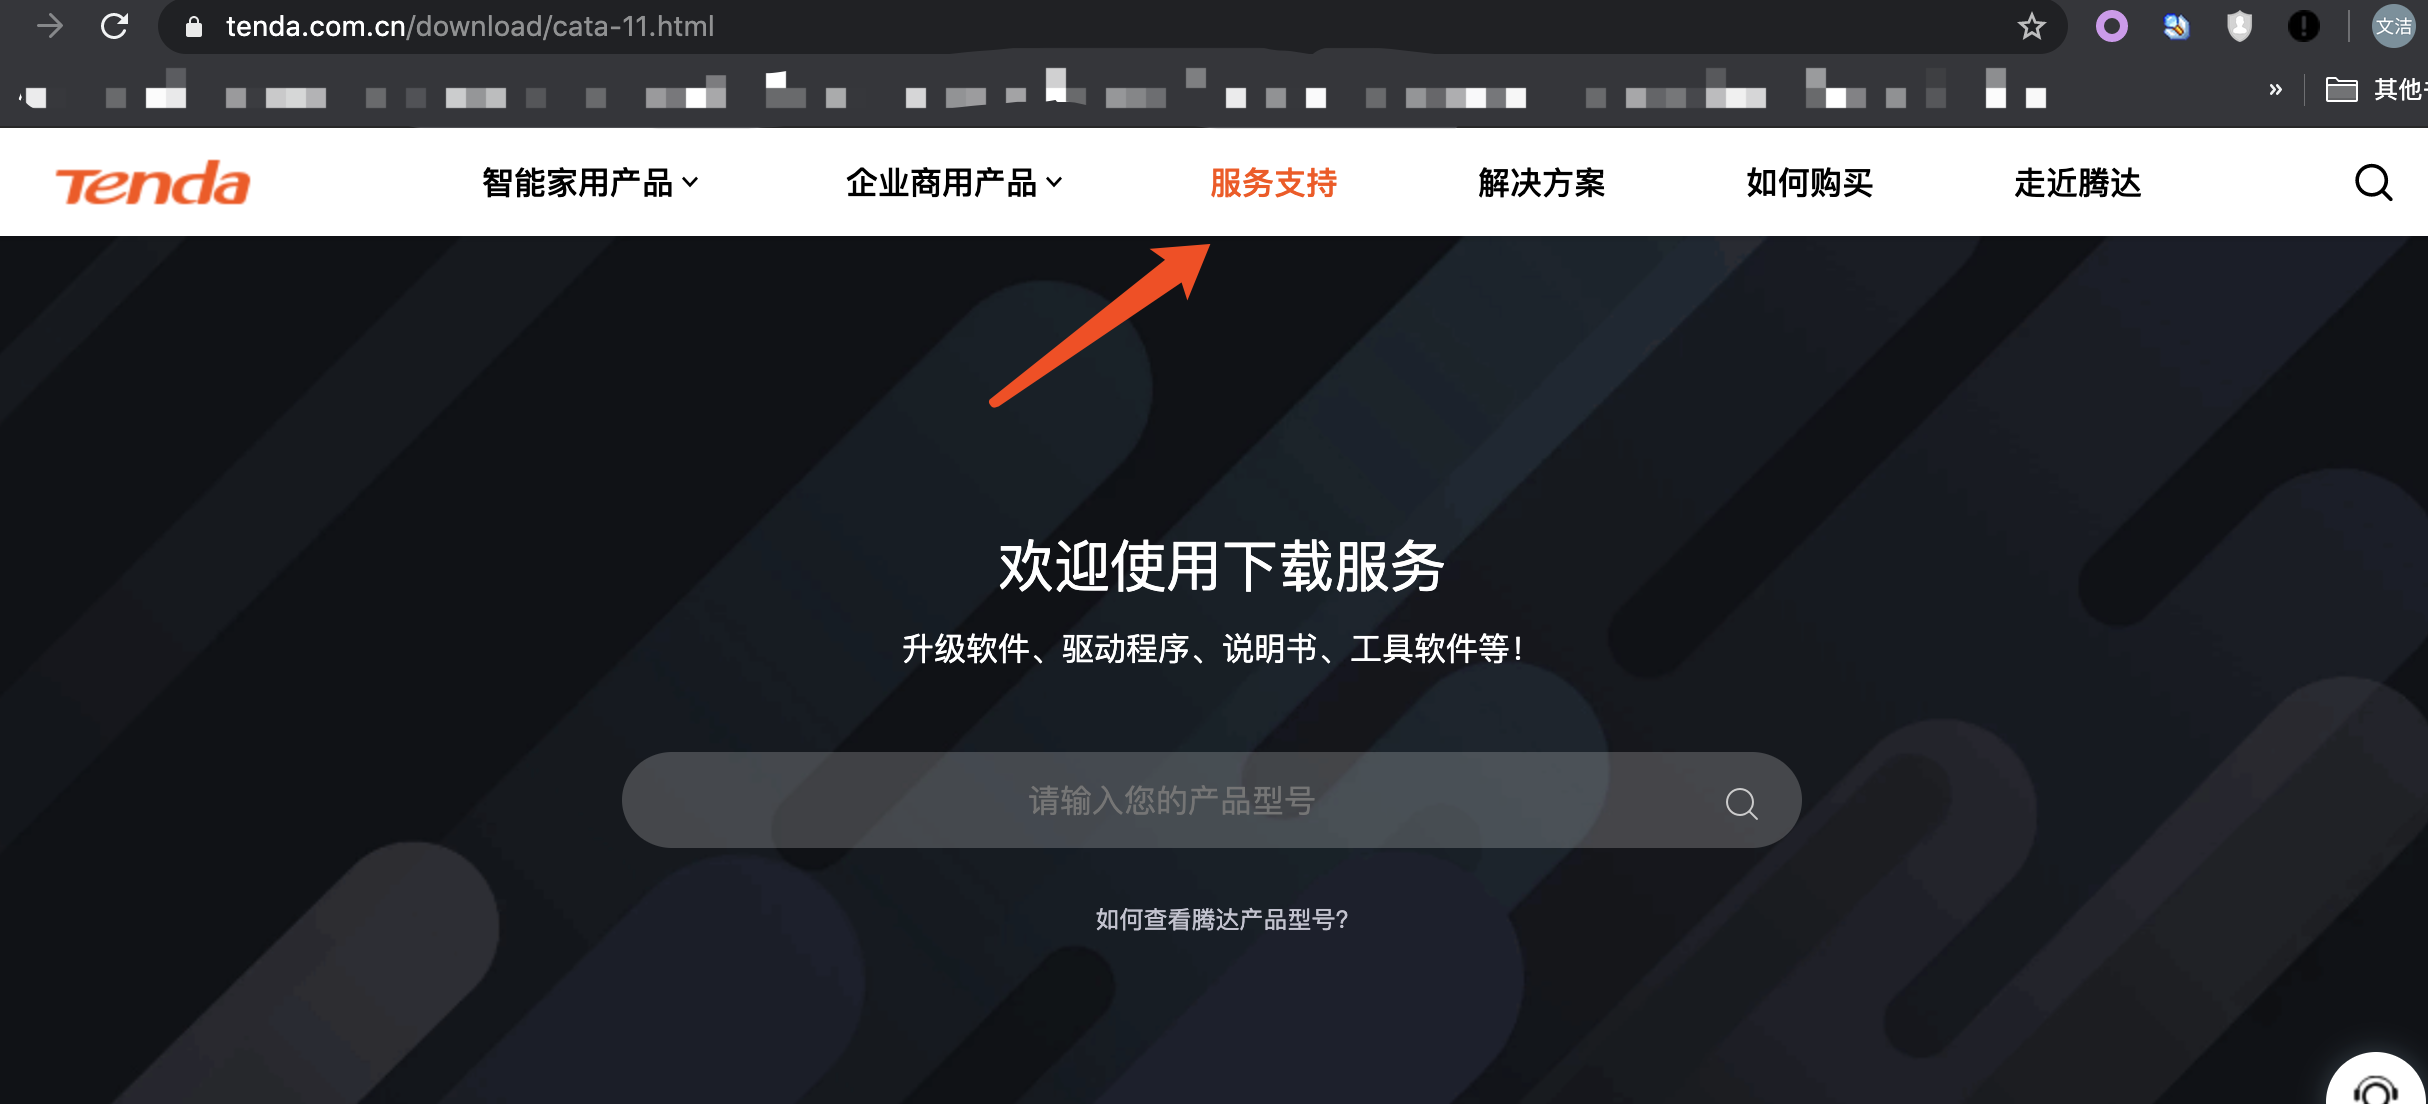 tenda.com.cn/download/cata-11.html
文洁
» 其他
Tenda 智能家用产品 企业商用产品 服务支持 解决方案 如何购买 走近腾达
欢迎使用下载服务
升级软件、驱动程序、说明书、工具软件等！
请输入您的产品型号
如何查看腾达产品型号?